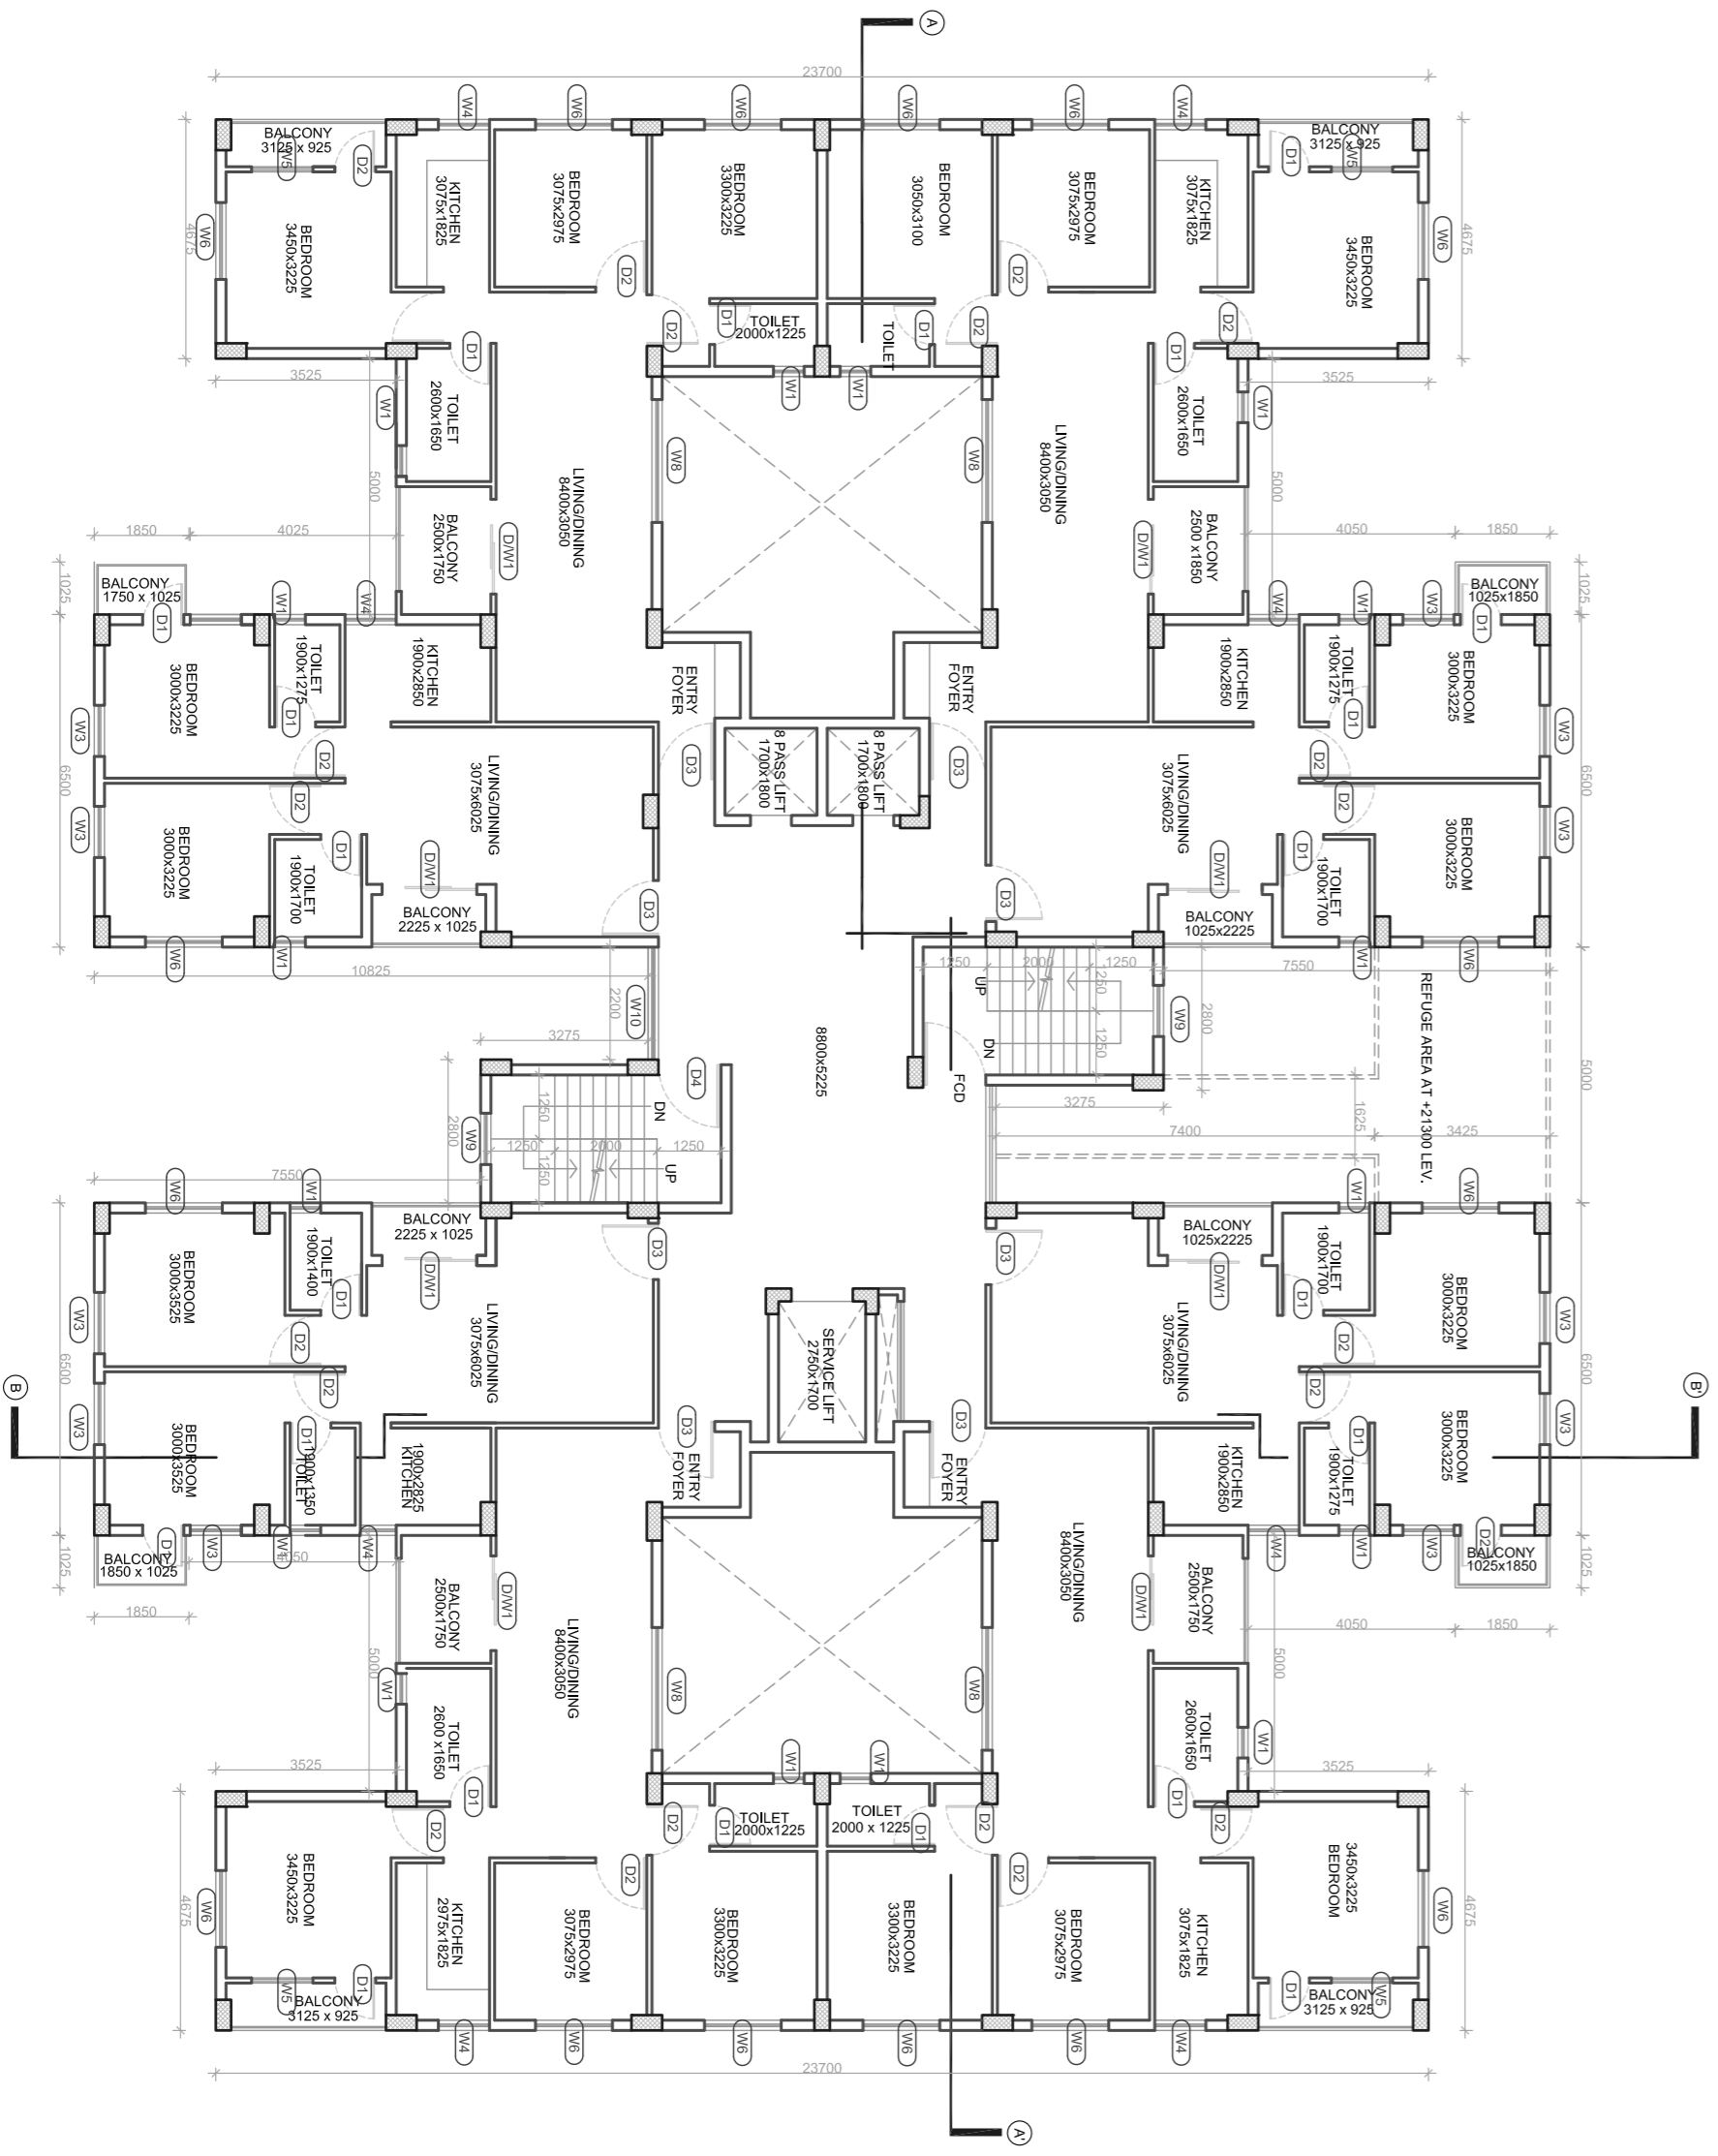 A
23700
W4
W6
W6
W6
W6
W4
BALCONY
3125 x 925
W5
D2
KITCHEN
3075x1825
BEDROOM
3075x2975
BEDROOM
3300x3225
BEDROOM
3050x3100
BEDROOM
3075x2975
KITCHEN
3075x1825
BALCONY
3125 x 925
W5
D1
4675
W6
BEDROOM
3450x3225
D2
D2
D1
TOILET
2000x1225
TOILET
D1
D2
D2
D2
BEDROOM
3450x3225
W6
4675
3525
W1
D1
TOILET
2600x1650
W1
W1
D1
TOILET
2600x1650
W1
3525
5000
LIVING/DINING
8400x3050
W8
W8
LIVING/DINING
8400x3050
5000
1850
4025
BALCONY
2500x1750
D/W1
D/W1
BALCONY
2500 x1850
4050
1850
1025
BALCONY
1750 x 1025
D1
W1
W4
W4
W1
W3
D1
BALCONY
1025x1850
1025
BEDROOM
3000x3225
TOILET
1900x1275
KITCHEN
1900x2850
ENTRY
FOYER
ENTRY
FOYER
KITCHEN
1900x2850
TOILET
1900x1275
BEDROOM
3000x3225
W3
D1
D2
D3
8 PASS LIFT
1700x1800
8 PASS LIFT
1700x1800
D3
D1
D2
W3
6500
LIVING/DINING
3075x6025
LIVING/DINING
3075x6025
6500
W3
BEDROOM
3000x3225
D2
D1
TOILET
1900x1700
D/W1
BALCONY
2225 x 1025
D3
D3
D/W1
BALCONY
1025x2225
D1
TOILET
1900x1700
D2
BEDROOM
3000x3225
W3
W6
W1
W1
W6
10825
2200
W10
3275
1250
2000
1250
1250
1250
UP
DN
W9
2800
7550
REFUGE AREA AT +21300 LEV.
5000
8800x5225
FCD
D4
3275
7400
1625
3425
DN
UP
1250
1250
1250
2000
1250
W9
2800
7550
W6
W1
W1
W6
BALCONY
2225 x 1025
D/W1
D3
D3
BALCONY
1025x2225
D/W1
BEDROOM
3000x3525
TOILET
1900x1400
D1
D2
W3
LIVING/DINING
3075x6025
SERVICE LIFT
2750x1700
LIVING/DINING
3075x6025
TOILET
1900x1700
D1
D2
BEDROOM
3000x3225
W3
6500
6500
B
B'
W3
BEDROOM
3000x3525
D2
D1
TOILET
1900x1350
KITCHEN
1900x2825
D3
ENTRY
FOYER
D3
ENTRY
FOYER
KITCHEN
1900x2850
D2
D1
TOILET
1900x1275
BEDROOM
3000x3225
W3
1025
BALCONY
1850 x 1025
D1
W3
W4
4050
W4
W1
W3
D2
BALCONY
1025x1850
1025
1850
5000
BALCONY
2500x1750
D/W1
D/W1
BALCONY
2500x1750
4050
1850
5000
LIVING/DINING
8400x3050
LIVING/DINING
8400x3050
W8
W8
W1
TOILET
2600 x1650
D1
W1
W1
TOILET
2600x1650
D1
W1
3525
3525
D2
D2
D1
TOILET
2000x1225
TOILET
2000 x 1225
D1
D2
D2
D2
D2
4675
W6
BEDROOM
3450x3225
KITCHEN
2975x1825
BEDROOM
3075x2975
BEDROOM
3300x3225
BEDROOM
3300x3225
BEDROOM
3075x2975
KITCHEN
3075x1825
3450x3225
BEDROOM
W6
4675
W5
D1
BALCONY
3125 x 925
D1
W5
BALCONY
3125 x 925
W4
W6
W6
W6
W6
W4
23700
A'